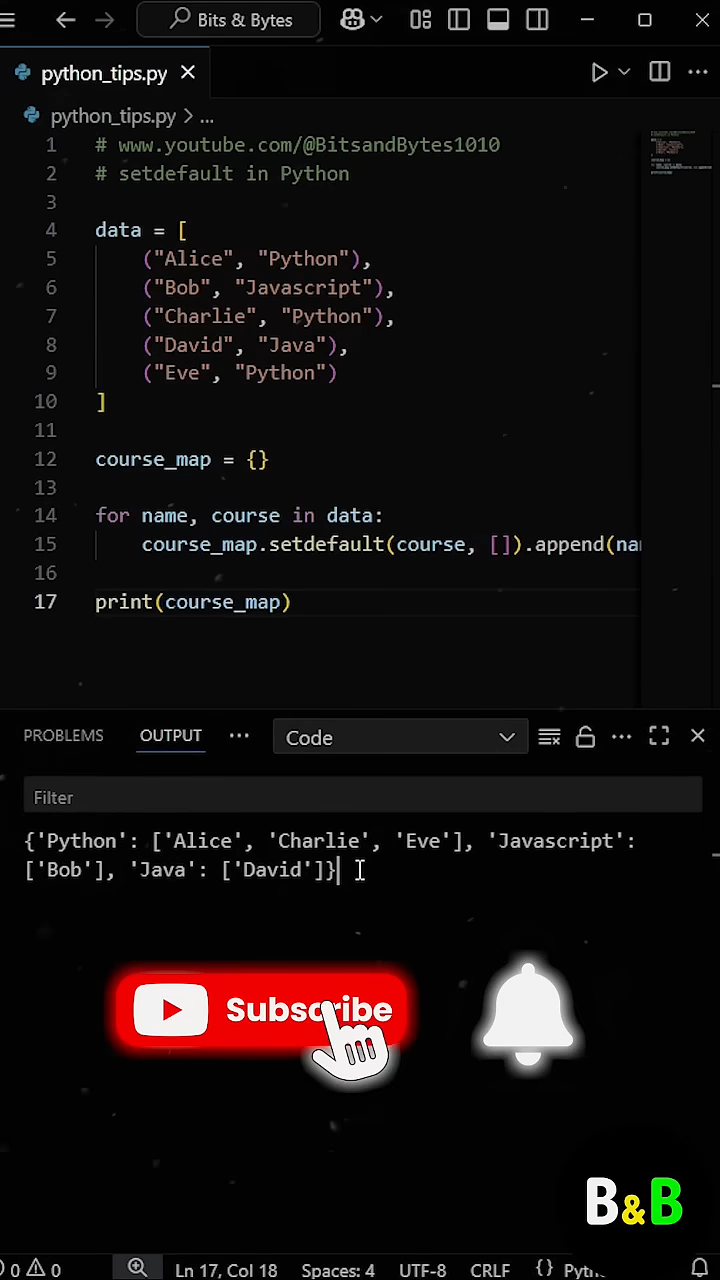 Bits & Bytes
python_tips.py
python_tips.py > ...
1 # www.youtube.com/@BitsandBytes1010
2 # setdefault in Python
3
4 data = [
5 ("Alice", "Python"),
6 ("Bob", "Javascript"),
7 ("Charlie", "Python"),
8 ("David", "Java"),
9 ("Eve", "Python")
10 ]
11
12 course_map = {}
13
14 for name, course in data:
15 course_map.setdefault(course, []).append(
16
17 print(course_map)
PROBLEMS OUTPUT ... Code
Filter
{'Python': ['Alice', 'Charlie', 'Eve'], 'Javascript':
['Bob'], 'Java': ['David']}
Subscribe
B&B
0 0 Ln 17, Col 18 Spaces: 4 UTF-8 CRLF {}